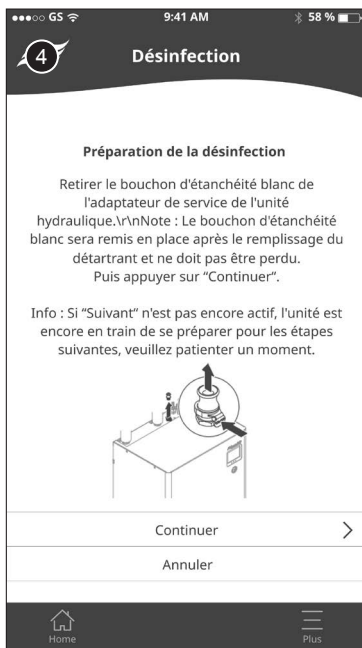 ●●●○○ GS 9:41 AM 58 %
4 Désinfection
Préparation de la désinfection
Retirer le bouchon d'étanchéité blanc de
l'adaptateur de service de l'unité
hydraulique.\r\nNote : Le bouchon d'étanchéité
blanc sera remis en place après le remplissage du
détartrant et ne doit pas être perdu.
Puis appuyer sur “Continuer”.
Info : Si “Suivant” n'est pas encore actif, l'unité est
encore en train de se préparer pour les étapes
suivantes, veuillez patienter un moment.
Continuer
Annuler
Home Plus